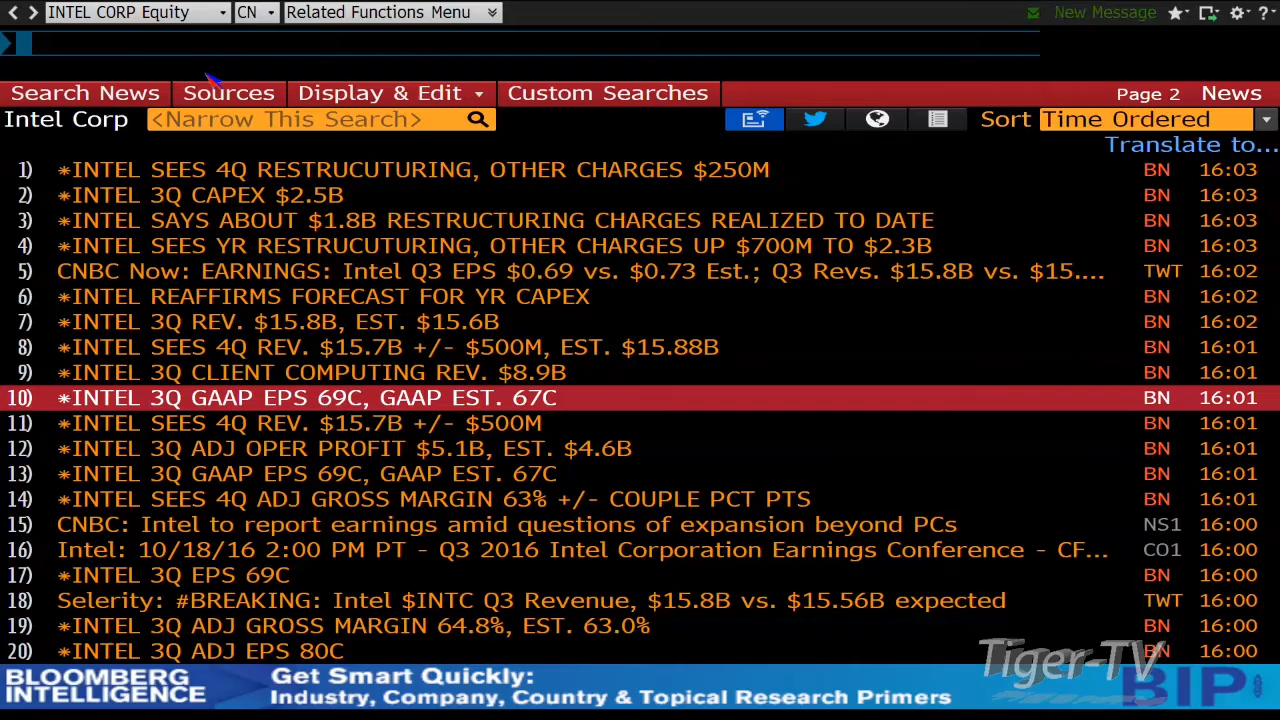 INTEL CORP Equity CN Related Functions Menu New Message
Search News Sources Display & Edit Custom Searches Page 2 News
Intel Corp <Narrow This Search> Sort Time Ordered
Translate to...
1) *INTEL SEES 4Q RESTRUCUTURING, OTHER CHARGES $250M BN 16:03
2) *INTEL 3Q CAPEX $2.5B BN 16:03
3) *INTEL SAYS ABOUT $1.8B RESTRUCTURING CHARGES REALIZED TO DATE BN 16:03
4) *INTEL SEES YR RESTRUCUTURING, OTHER CHARGES UP $700M TO $2.3B BN 16:03
5) CNBC Now: EARNINGS: Intel Q3 EPS $0.69 vs. $0.73 Est.; Q3 Revs. $15.8B vs. $15.... TWT 16:02
6) *INTEL REAFFIRMS FORECAST FOR YR CAPEX BN 16:02
7) *INTEL 3Q REV. $15.8B, EST. $15.6B BN 16:02
8) *INTEL SEES 4Q REV. $15.7B +/- $500M, EST. $15.88B BN 16:01
9) *INTEL 3Q CLIENT COMPUTING REV. $8.9B BN 16:01
10) *INTEL 3Q GAAP EPS 69C, GAAP EST. 67C BN 16:01
11) *INTEL SEES 4Q REV. $15.7B +/- $500M BN 16:01
12) *INTEL 3Q ADJ OPER PROFIT $5.1B, EST. $4.6B BN 16:01
13) *INTEL 3Q GAAP EPS 69C, GAAP EST. 67C BN 16:01
14) *INTEL SEES 4Q ADJ GROSS MARGIN 63% +/- COUPLE PCT PTS BN 16:01
15) CNBC: Intel to report earnings amid questions of expansion beyond PCs NS1 16:00
16) Intel: 10/18/16 2:00 PM PT - Q3 2016 Intel Corporation Earnings Conference - CF... CO1 16:00
17) *INTEL 3Q EPS 69C BN 16:00
18) Selerity: #BREAKING: Intel $INTC Q3 Revenue, $15.8B vs. $15.56B expected TWT 16:00
19) *INTEL 3Q ADJ GROSS MARGIN 64.8%, EST. 63.0% BN 16:00
20) *INTEL 3Q ADJ EPS 80C BN 16:00
Tiger-TV
BLOOMBERG INTELLIGENCE
Get Smart Quickly:
Industry, Company, Country & Topical Research Primers
BIP